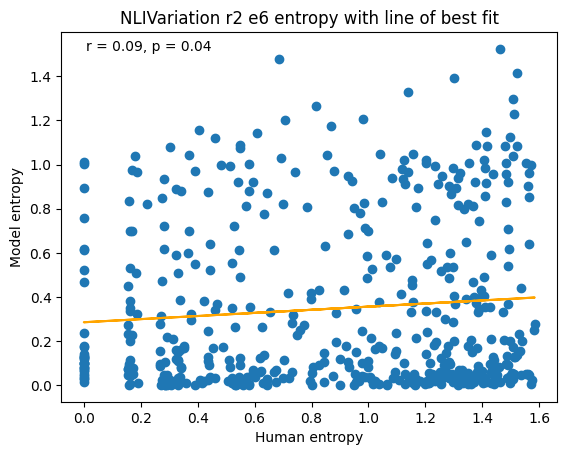 NLIVariation r2 e6 entropy with line of best fit
r = 0.09, p = 0.04
1.4
1.2
1.0
0.8
0.6
0.4
0.2
0.0
Model entropy
0.0 0.2 0.4 0.6 0.8 1.0 1.2 1.4 1.6
Human entropy